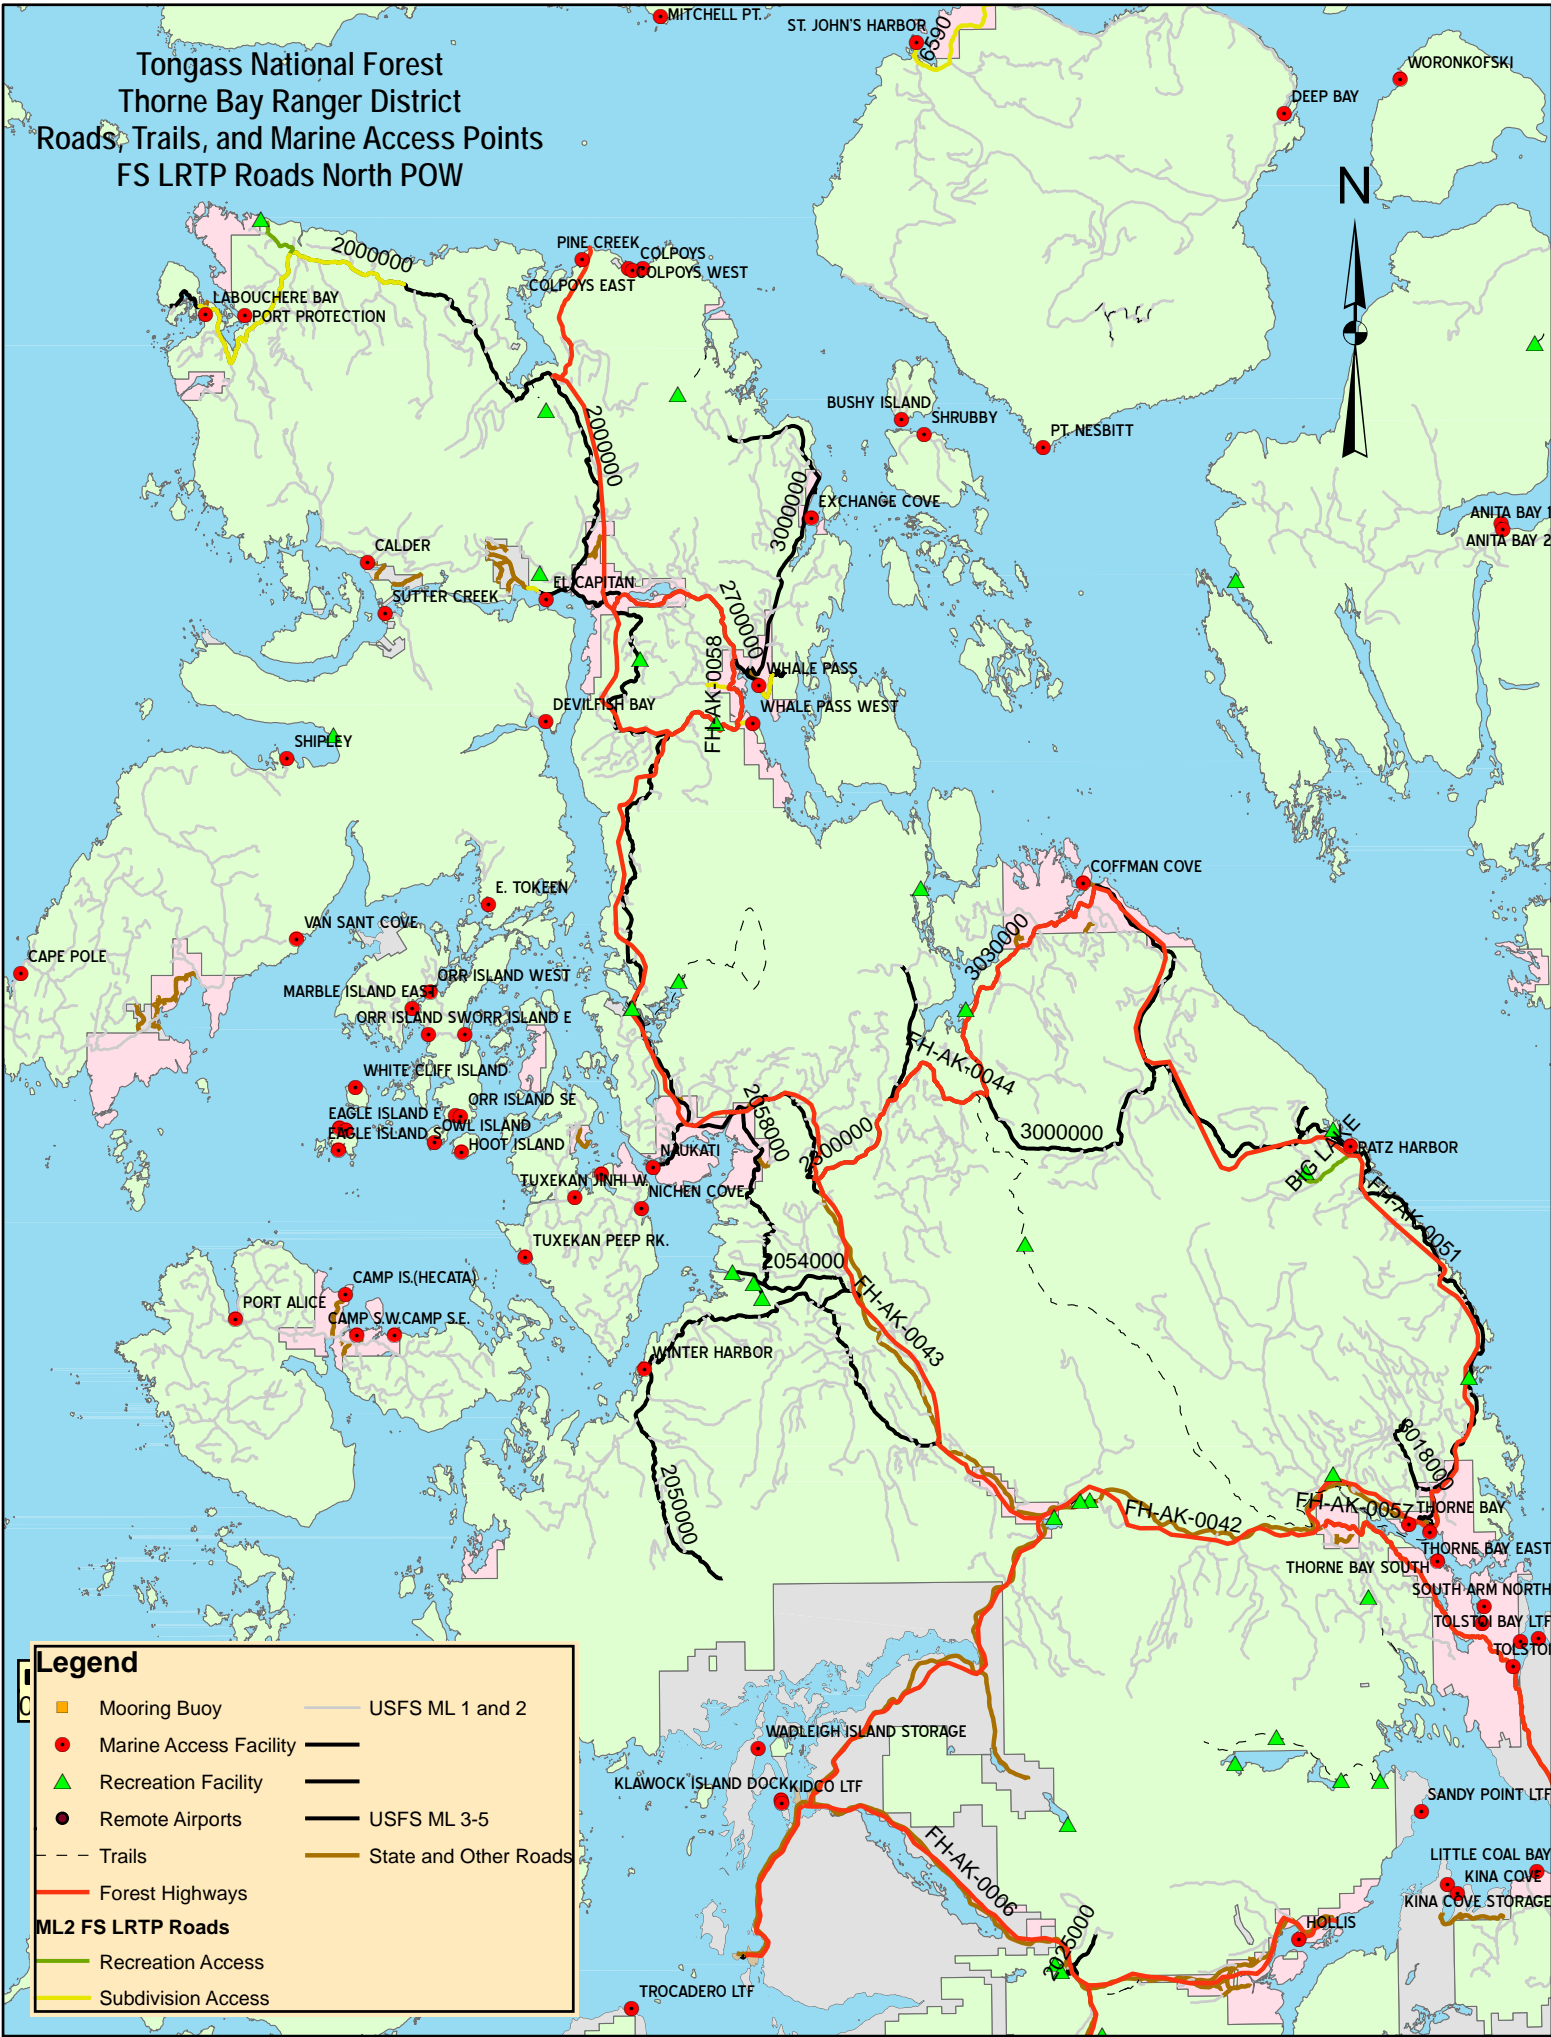 MITCHELL PT.
ST. JOHN'S HARBOR
6590
WORONKOFSKI
DEEP BAY
Tongass National Forest
Thorne Bay Ranger District
Roads, Trails, and Marine Access Points
FS LRTP Roads North POW
N
2000000
PINE CREEK
COLPOYS
COLPOYS WEST
COLPOYS EAST
LABOUCHERE BAY
PORT PROTECTION
2000000
BUSHY ISLAND
SHRUBBY
PT. NESBITT
3000000
EXCHANGE COVE
ANITA BAY 1
ANITA BAY 2
CALDER
EL CAPITAN
SUTTER CREEK
2700000
FH-AK-0058
WHALE PASS
WHALE PASS WEST
DEVILFISH BAY
SHIPLEY
COFFMAN COVE
E. TOKEEN
VAN SANT COVE
3030000
CAPE POLE
ORR ISLAND WEST
MARBLE ISLAND EAST
ORR ISLAND SW
ORR ISLAND E
FH-AK-0044
WHITE CLIFF ISLAND
ORR ISLAND SE
EAGLE ISLAND E
OWL ISLAND
EAGLE ISLAND S
HOOT ISLAND
2058000
2300000
3000000
BIG LAKE
RATZ HARBOR
NAUKATI
TUXEKAN JINHI W.
NICHEN COVE
FH-AK-0051
TUXEKAN PEEP RK.
2054000
CAMP IS.(HECATA)
PORT ALICE
CAMP S.W.
CAMP S.E.
FH-AK-0043
WINTER HARBOR
2050000
3018000
FH-AK-0042
FH-AK-0057
THORNE BAY
THORNE BAY EAST
THORNE BAY SOUTH
SOUTH ARM NORTH
TOLSTOI BAY LTF
TOLSTOI
WADLEIGH ISLAND STORAGE
KLAWOCK ISLAND DOCK
KIDCO LTF
SANDY POINT LTF
FH-AK-0006
LITTLE COAL BAY
KINA COVE
KINA COVE STORAGE
HOLLIS
2025000
TROCADERO LTF
Legend
Mooring Buoy
USFS ML 1 and 2
Marine Access Facility
Recreation Facility
Remote Airports
USFS ML 3-5
Trails
State and Other Roads
Forest Highways
ML2 FS LRTP Roads
Recreation Access
Subdivision Access